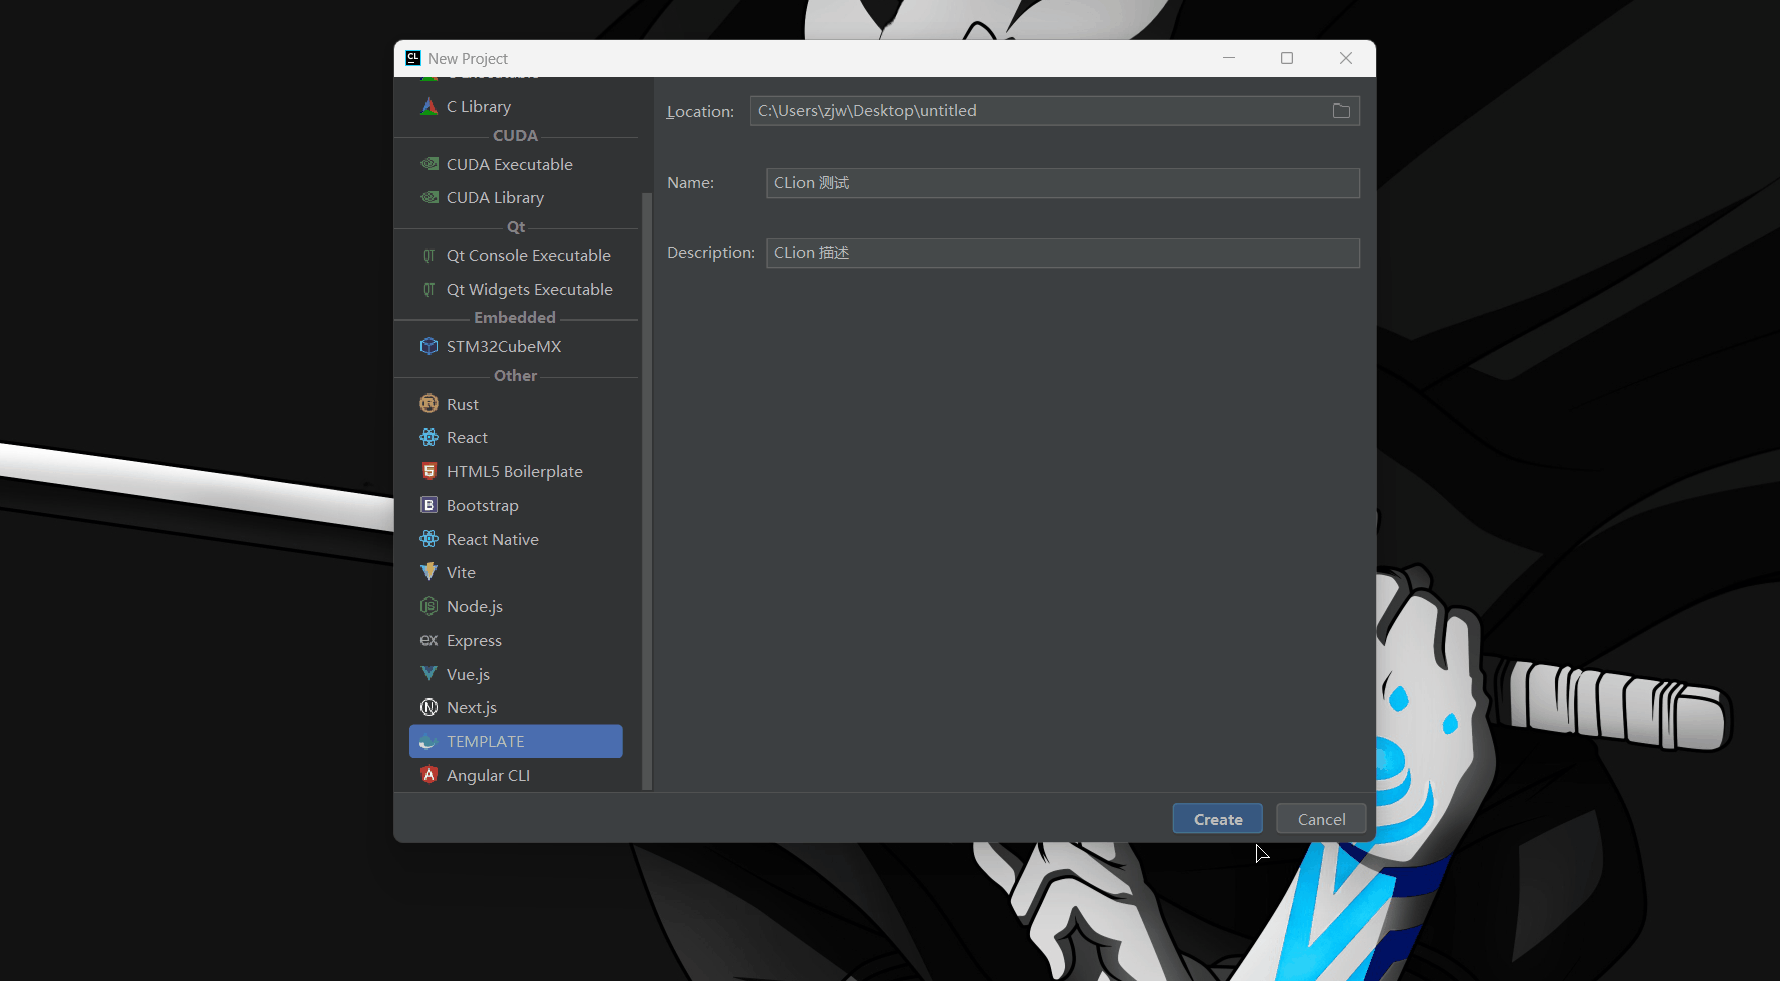 New Project
C Library
CUDA
CUDA Executable
CUDA Library
Qt
Qt Console Executable
Qt Widgets Executable
Embedded
STM32CubeMX
Other
Rust
React
HTML5 Boilerplate
Bootstrap
React Native
Vite
Node.js
Express
Vue.js
Next.js
TEMPLATE
Angular CLI
Location: C:\Users\zjw\Desktop\untitled
Name: CLion 测试
Description: CLion 描述
Create Cancel